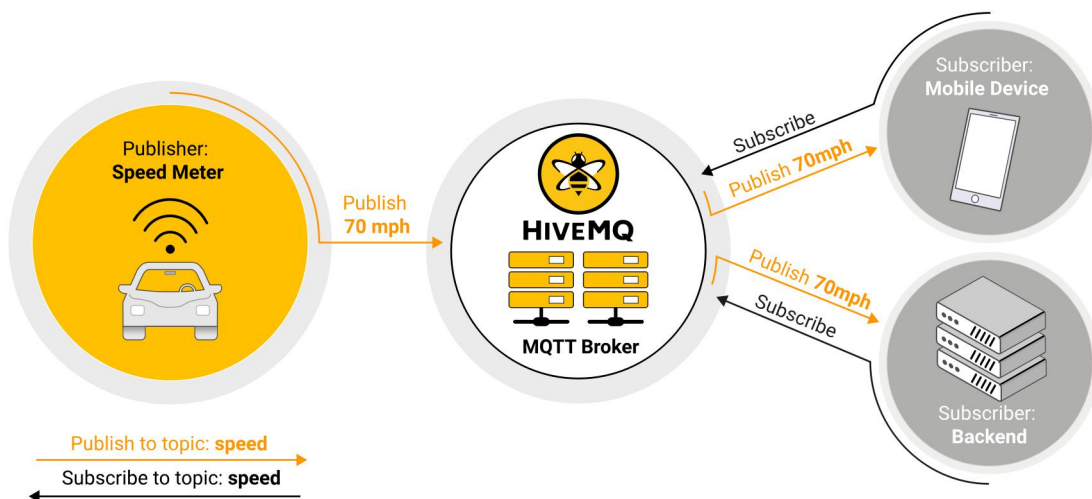 Publisher:
Speed Meter
Publish
70 mph
HIVEMQ
MQTT Broker
Subscribe
Publish 70mph
Publish 70mph
Subscribe
Subscriber:
Mobile Device
Subscriber:
Backend
Publish to topic: speed
Subscribe to topic: speed